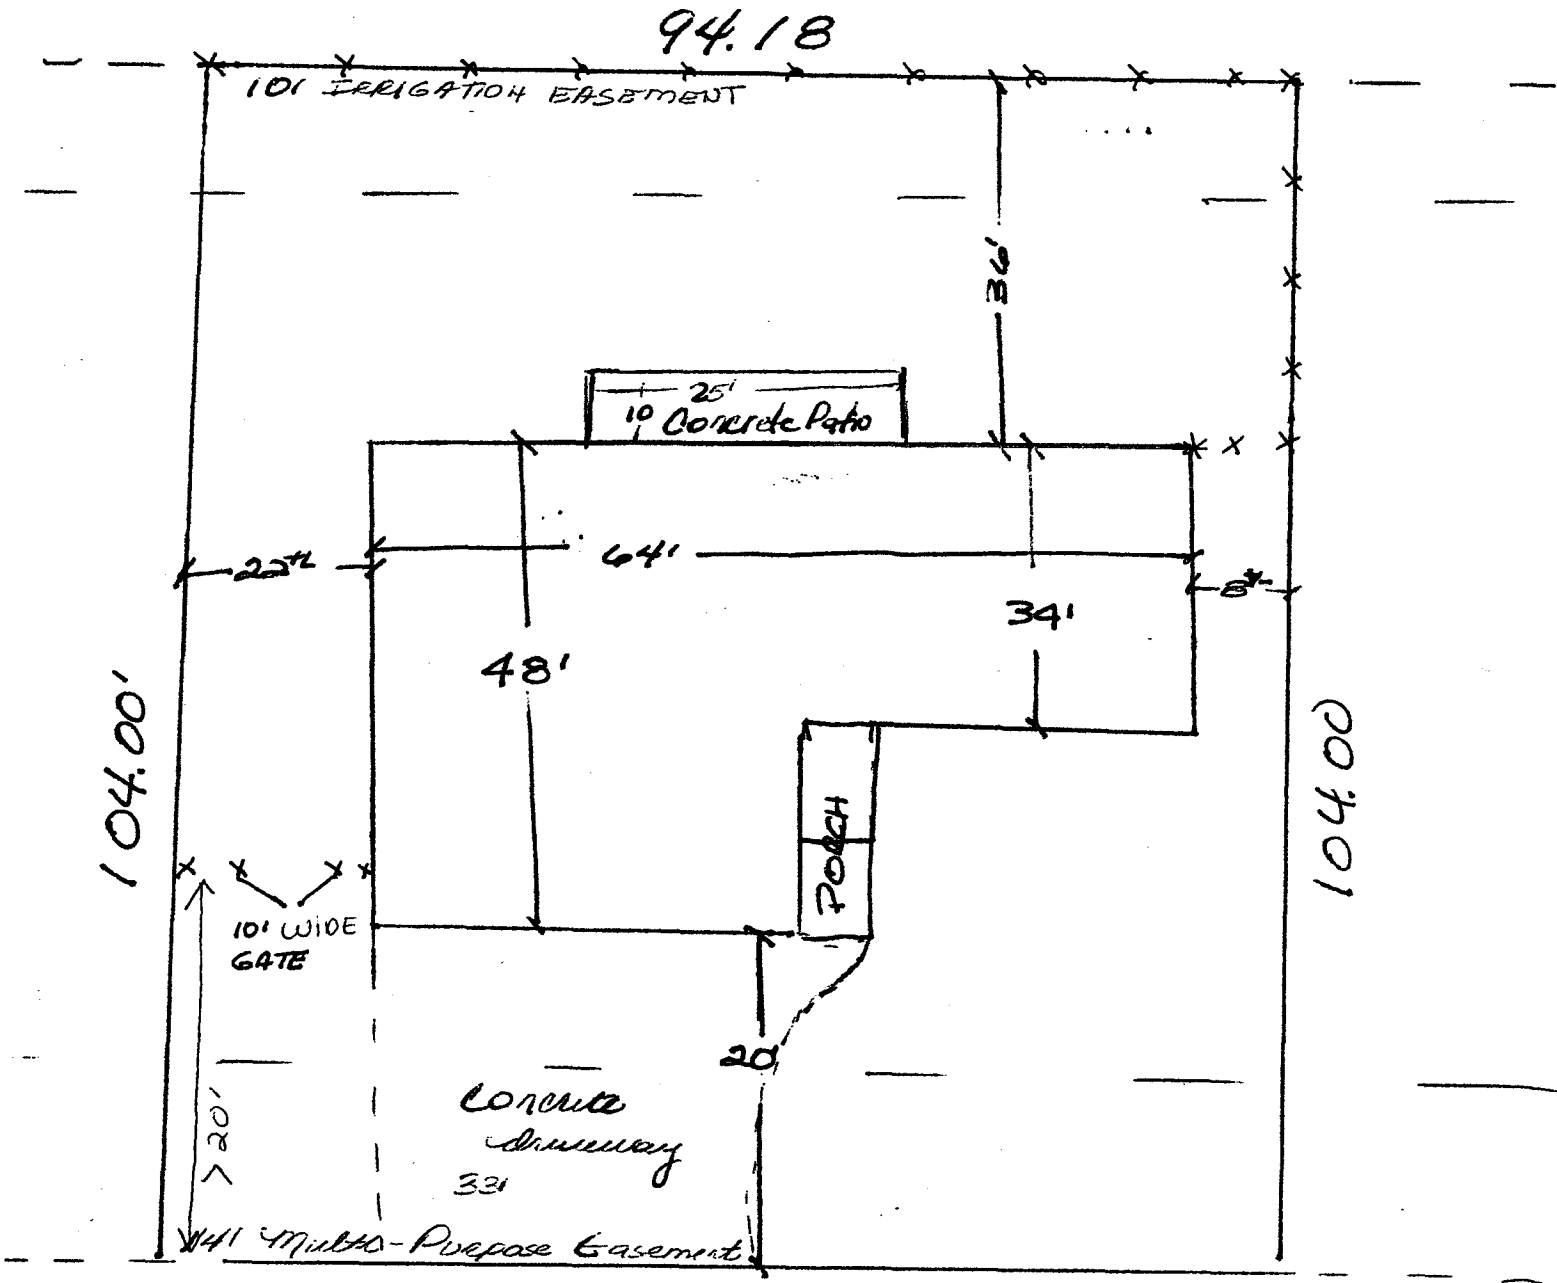 94.18
10' IRRIGATION EASEMENT
36'
25'
10 Concrete Patio
64'
22 +/-
8 +/-
34'
48'
104.00'
104.00
PORCH
10' WIDE
GATE
20'
>20'
Concrete
driveway
33'
14' Multi-Purpose Easement